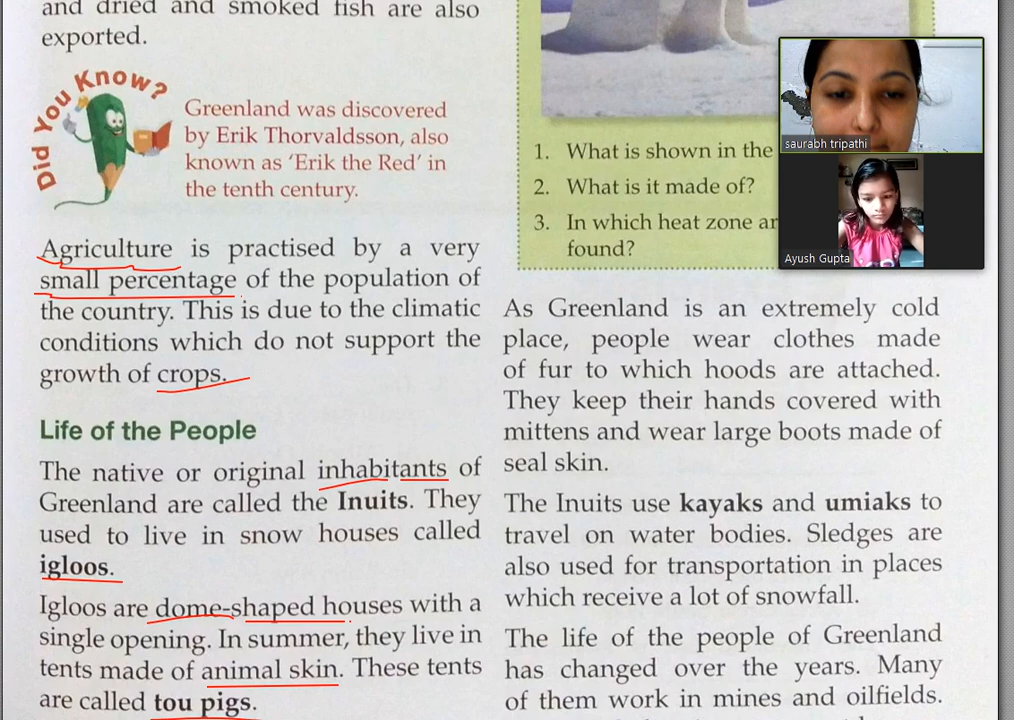 and dried and smoked fish are also
exported.
Did You Know?
Greenland was discovered
by Erik Thorvaldsson, also
known as 'Erik the Red' in
the tenth century.
Agriculture is practised by a very
small percentage of the population of
the country. This is due to the climatic
conditions which do not support the
growth of crops.
Life of the People
The native or original inhabitants of
Greenland are called the Inuits. They
used to live in snow houses called
igloos.
Igloos are dome-shaped houses with a
single opening. In summer, they live in
tents made of animal skin. These tents
are called tou pigs.
1. What is shown in the
2. What is it made of?
3. In which heat zone ar
found?
As Greenland is an extremely cold
place, people wear clothes made
of fur to which hoods are attached.
They keep their hands covered with
mittens and wear large boots made of
seal skin.
The Inuits use kayaks and umiaks to
travel on water bodies. Sledges are
also used for transportation in places
which receive a lot of snowfall.
The life of the people of Greenland
has changed over the years. Many
of them work in mines and oilfields.
saurabh tripathi
Ayush Gupta